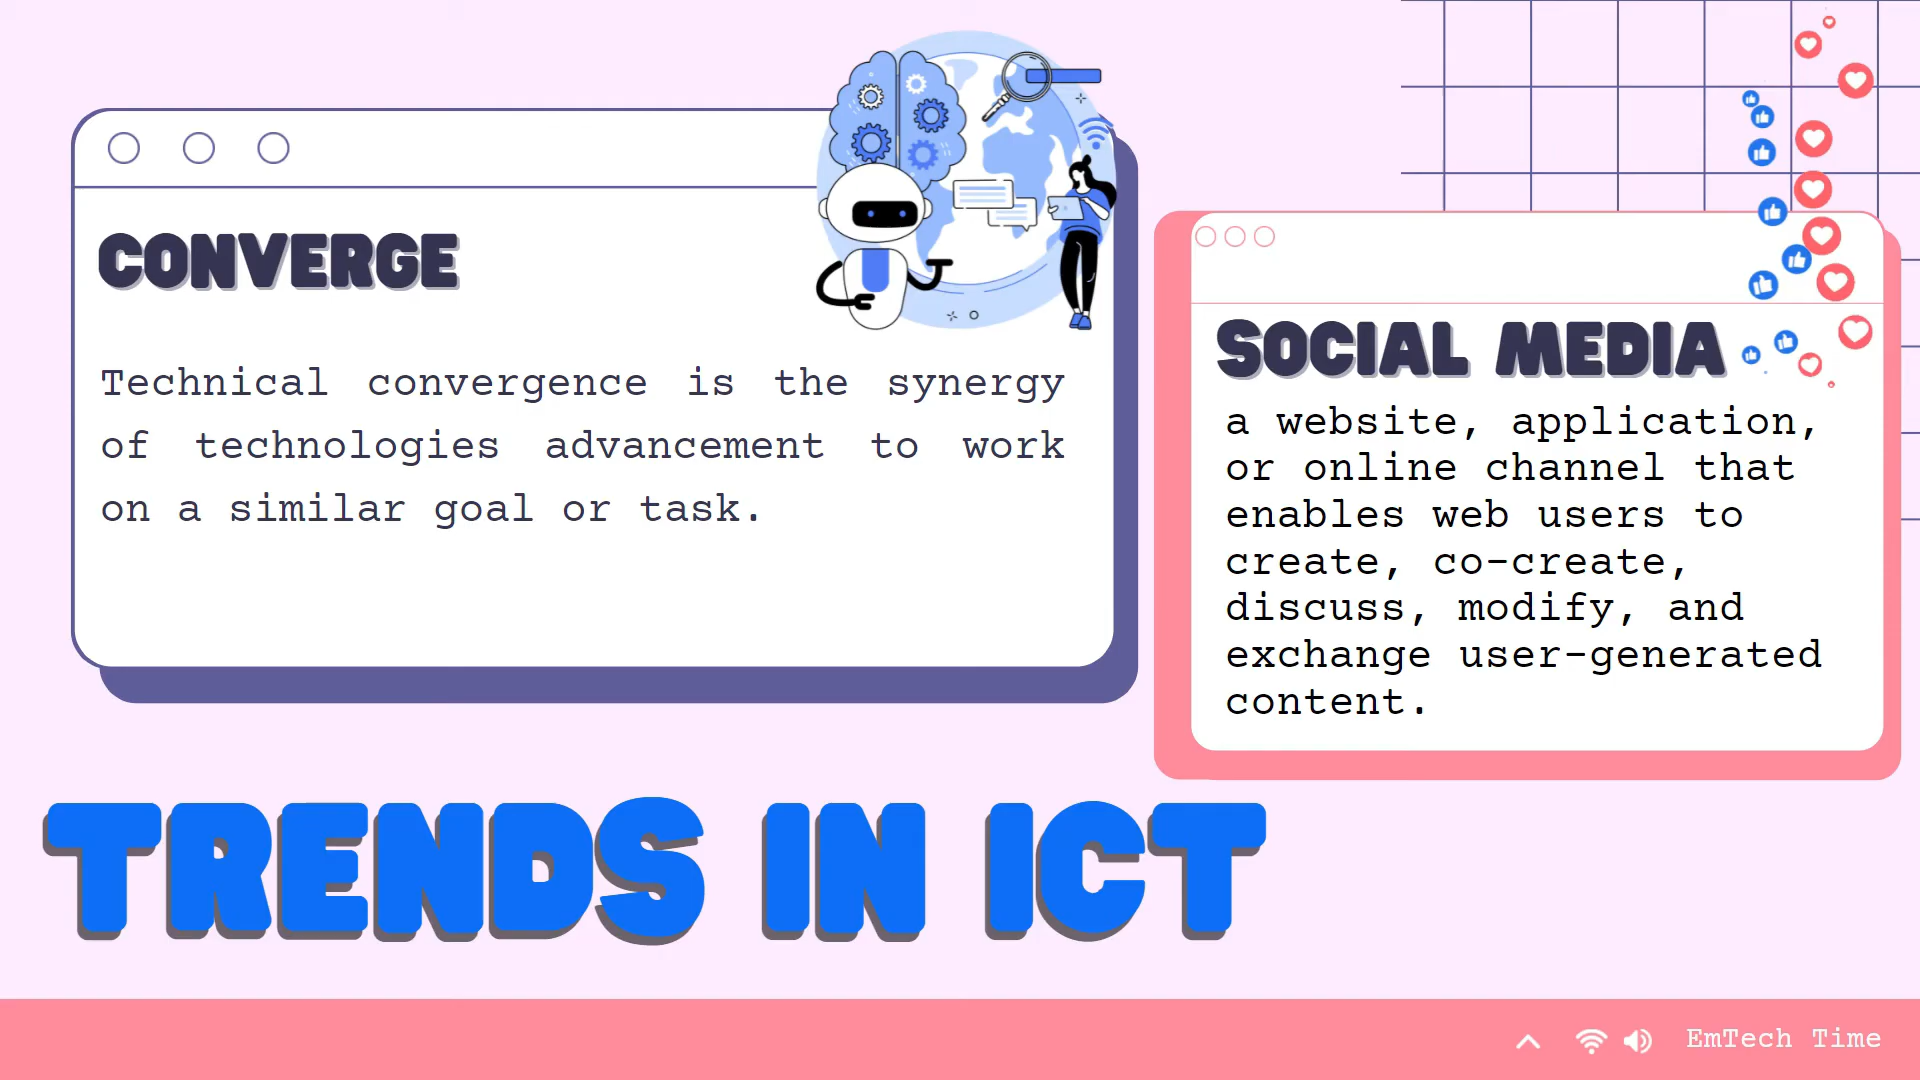 CONVERGE
Technical convergence is the synergy
of technologies advancement to work
on a similar goal or task.
SOCIAL MEDIA
a website, application,
or online channel that
enables web users to
create, co-create,
discuss, modify, and
exchange user-generated
content.
TRENDS IN ICT
EmTech Time